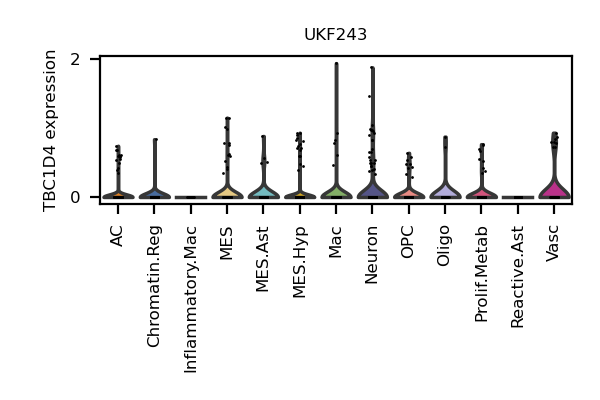 UKF243
TBC1D4 expression
2
0
AC
Chromatin.Reg
Inflammatory.Mac
MES
MES.Ast
MES.Hyp
Mac
Neuron
OPC
Oligo
Prolif.Metab
Reactive.Ast
Vasc